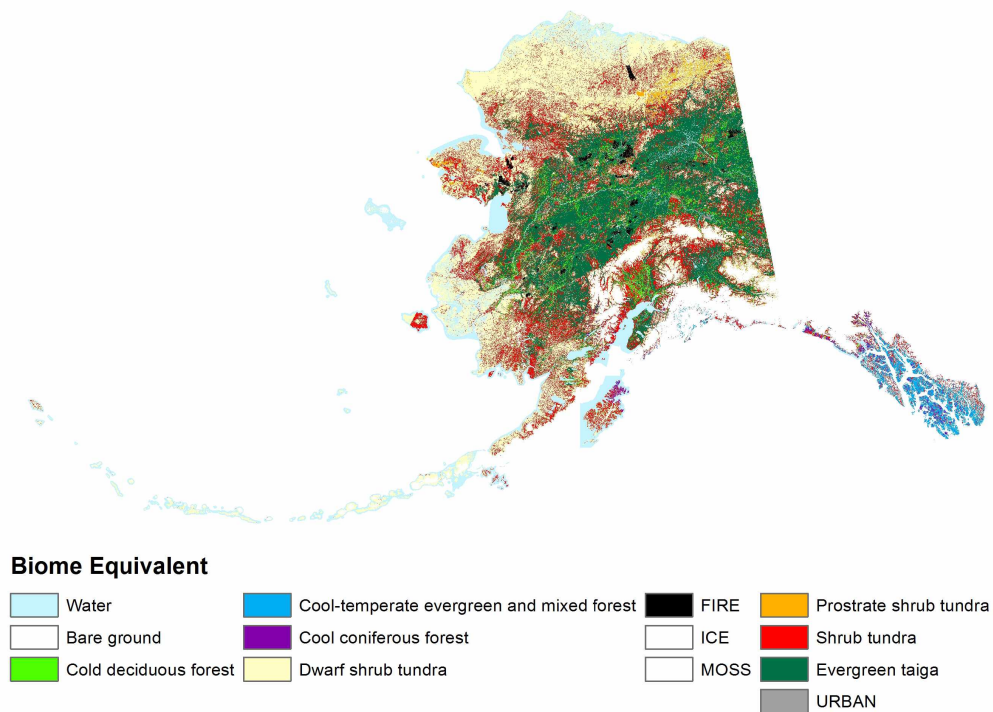 Biome Equivalent
Water
Bare ground
Cold deciduous forest
Cool-temperate evergreen and mixed forest
Cool coniferous forest
Dwarf shrub tundra
FIRE
ICE
MOSS
Prostrate shrub tundra
Shrub tundra
Evergreen taiga
URBAN